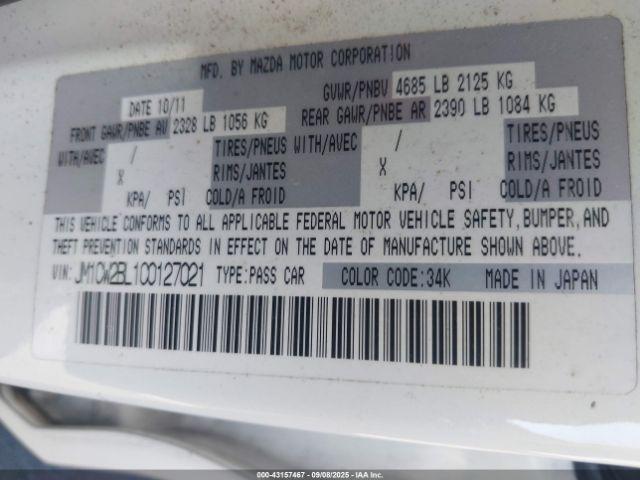 MFD. BY MAZDA MOTOR CORPORATION
DATE 10/11 GVWR/PNBV 4685 LB 2125 KG
FRONT GAWR/PNBE AV 2328 LB 1056 KG REAR GAWR/PNBE AR 2390 LB 1084 KG
WITH/AVEC / TIRES/PNEUS WITH/AVEC / TIRES/PNEUS
X RIMS/JANTES X RIMS/JANTES
KPA/ PSI COLD/A FROID KPA/ PSI COLD/A FROID
THIS VEHICLE CONFORMS TO ALL APPLICABLE FEDERAL MOTOR VEHICLE SAFETY, BUMPER, AND
THEFT PREVENTION STANDARDS IN EFFECT ON THE DATE OF MANUFACTURE SHOWN ABOVE.
VIN: JM1CW2BL1C0127021 TYPE:PASS CAR COLOR CODE:34K MADE IN JAPAN
000-43157467 - 09/08/2025 - IAAI.COM